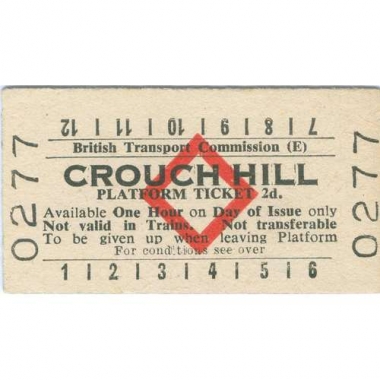 12 | 11 | 10 | 9 | 8 | 7
British Transport Commission (E)
CROUCH HILL
PLATFORM TICKET 2d.
Available One Hour on Day of Issue only
Not valid in Trains. Not transferable
To be given up when leaving Platform
For conditions see over
1 | 2 | 3 | 4 | 5 | 6
0277
0277